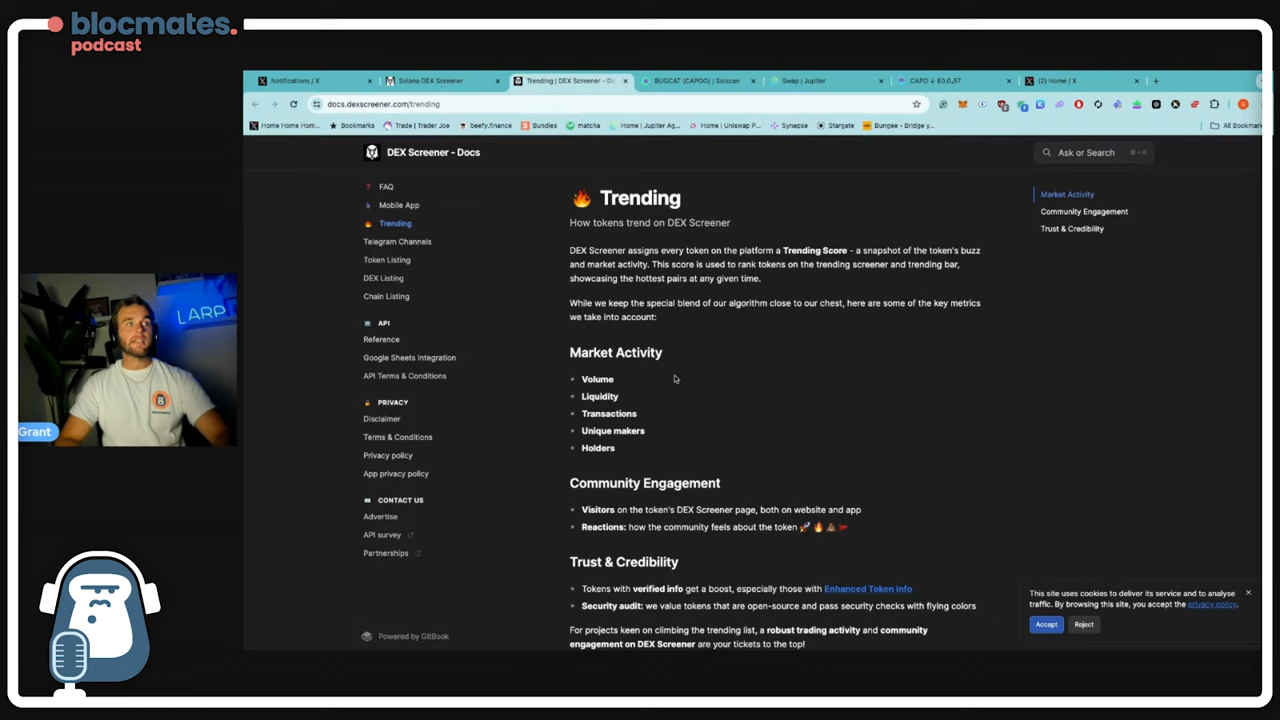 blocmates.
podcast
Notifications / X
Solana DEX Screener
Trending | DEX Screener - Do
BUGCAT (CAPOO) | Solscan
Swap | Jupiter
CAPO ↓ $0.0₅57
(2) Home / X
docs.dexscreener.com/trending
Home Home Hom...
Bookmarks
Trade | Trader Joe
beefy.finance
Bundles
matcha
Home | Jupiter Ag...
Home | Uniswap P...
Synapse
Stargate
Bungee - Bridge y...
All Bookmar
DEX Screener - Docs
Ask or Search
⌘ + K
FAQ
Mobile App
Trending
Telegram Channels
Token Listing
DEX Listing
Chain Listing
API
Reference
Google Sheets Integration
API Terms & Conditions
PRIVACY
Disclaimer
Terms & Conditions
Privacy policy
App privacy policy
CONTACT US
Advertise
API survey
Partnerships
Powered by GitBook
🔥 Trending
How tokens trend on DEX Screener
DEX Screener assigns every token on the platform a Trending Score - a snapshot of the token's buzz
and market activity. This score is used to rank tokens on the trending screener and trending bar,
showcasing the hottest pairs at any given time.
While we keep the special blend of our algorithm close to our chest, here are some of the key metrics
we take into account:
Market Activity
Volume
Liquidity
Transactions
Unique makers
Holders
Community Engagement
Visitors on the token's DEX Screener page, both on website and app
Reactions: how the community feels about the token 🚀🔥💩🚩
Trust & Credibility
Tokens with verified info get a boost, especially those with Enhanced Token Info
Security audit: we value tokens that are open-source and pass security checks with flying colors
For projects keen on climbing the trending list, a robust trading activity and community
engagement on DEX Screener are your tickets to the top!
Market Activity
Community Engagement
Trust & Credibility
This site uses cookies to deliver its service and to analyse
traffic. By browsing this site, you accept the privacy policy.
Accept
Reject
LARP
Grant